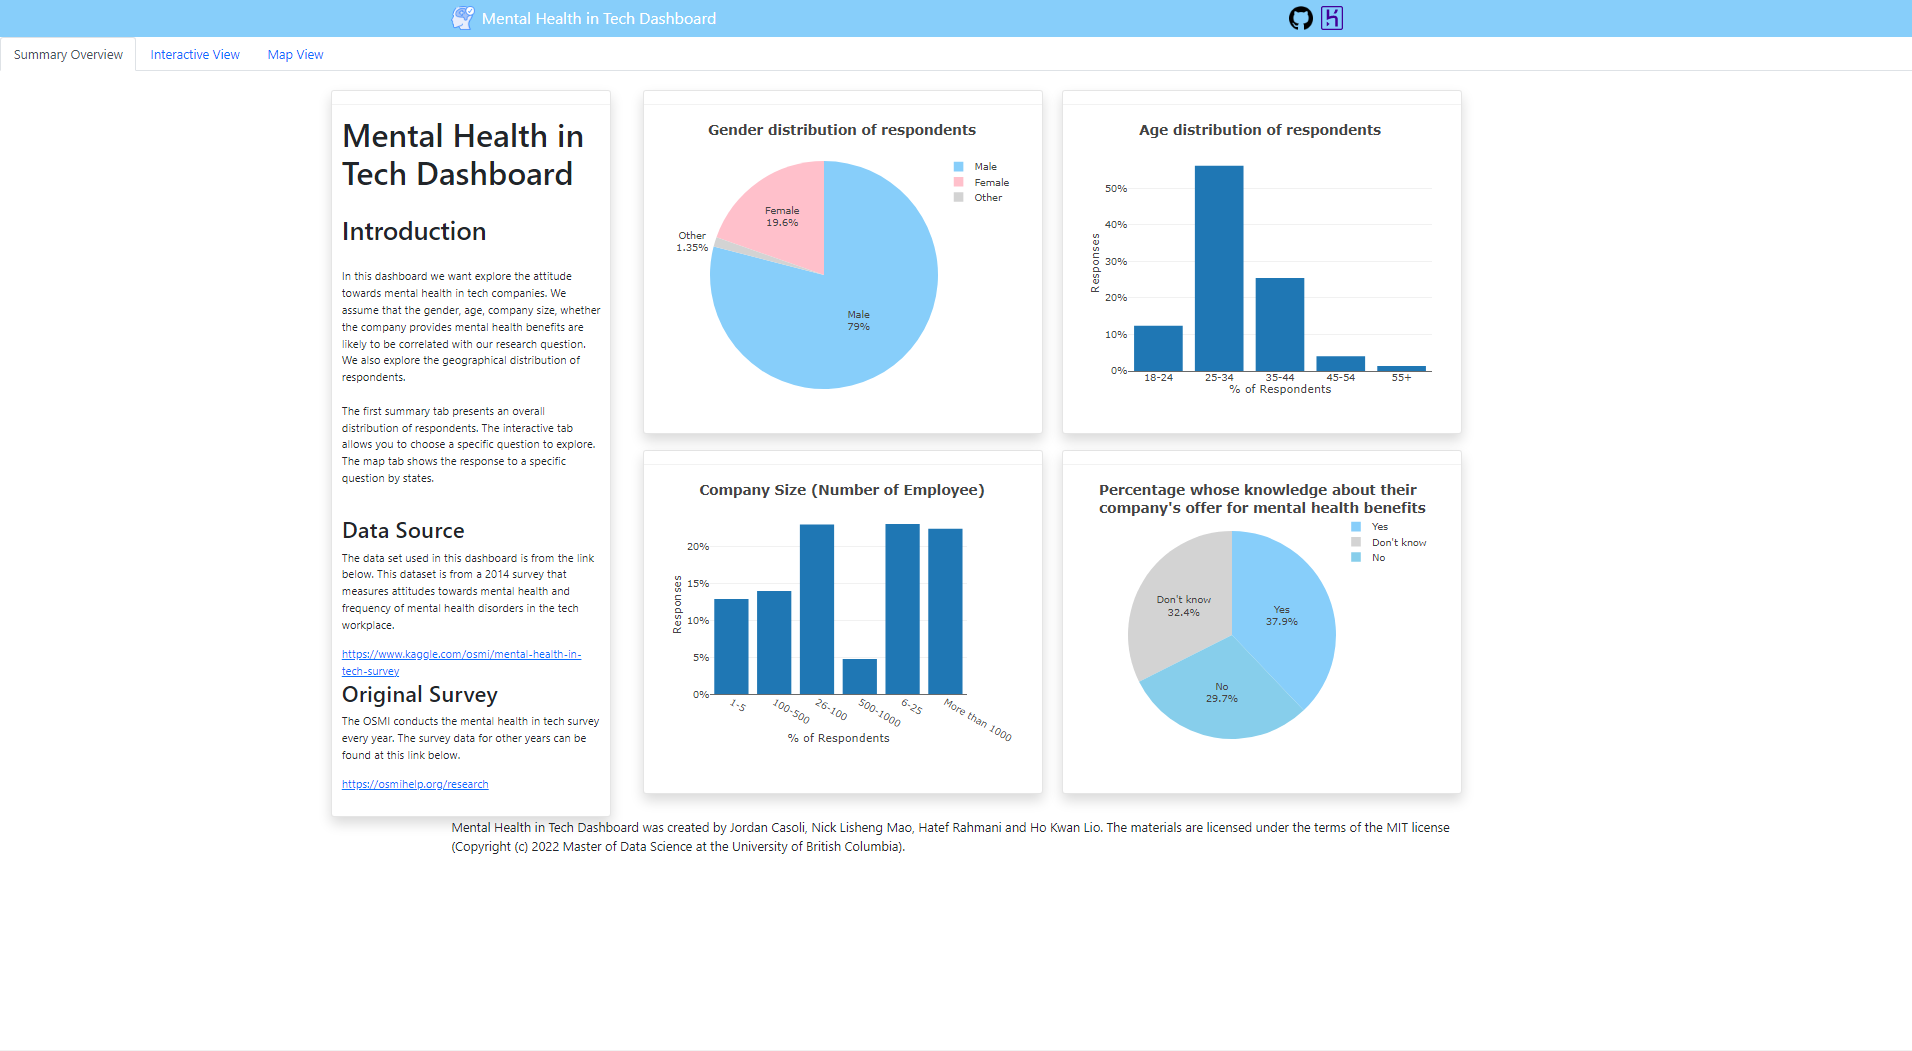 Mental Health in Tech Dashboard
Summary Overview
Interactive View
Map View
Mental Health in
Tech Dashboard
Introduction
In this dashboard we want explore the attitude
towards mental health in tech companies. We
assume that the gender, age, company size, whether
the company provides mental health benefits are
likely to be correlated with our research question.
We also explore the geographical distribution of
respondents.
The first summary tab presents an overall
distribution of respondents. The interactive tab
allows you to choose a specific question to explore.
The map tab shows the response to a specific
question by states.
Data Source
The data set used in this dashboard is from the link
below. This dataset is from a 2014 survey that
measures attitudes towards mental health and
frequency of mental health disorders in the tech
workplace.
https://www.kaggle.com/osmi/mental-health-in-
tech-survey
Original Survey
The OSMI conducts the mental health in tech survey
every year. The survey data for other years can be
found at this link below.
https://osmihelp.org/research
Gender distribution of respondents
Male
Female
Other
Female
19.6%
Other
1.35%
Male
79%
Age distribution of respondents
Responses
50%
40%
30%
20%
10%
0%
18-24
25-34
35-44
45-54
55+
% of Respondents
Company Size (Number of Employee)
Responses
20%
15%
10%
5%
0%
1-5
100-500
26-100
500-1000
6-25
More than 1000
% of Respondents
Percentage whose knowledge about their
company's offer for mental health benefits
Yes
Don't know
No
Don't know
32.4%
Yes
37.9%
No
29.7%
Mental Health in Tech Dashboard was created by Jordan Casoli, Nick Lisheng Mao, Hatef Rahmani and Ho Kwan Lio. The materials are licensed under the terms of the MIT license
(Copyright (c) 2022 Master of Data Science at the University of British Columbia).